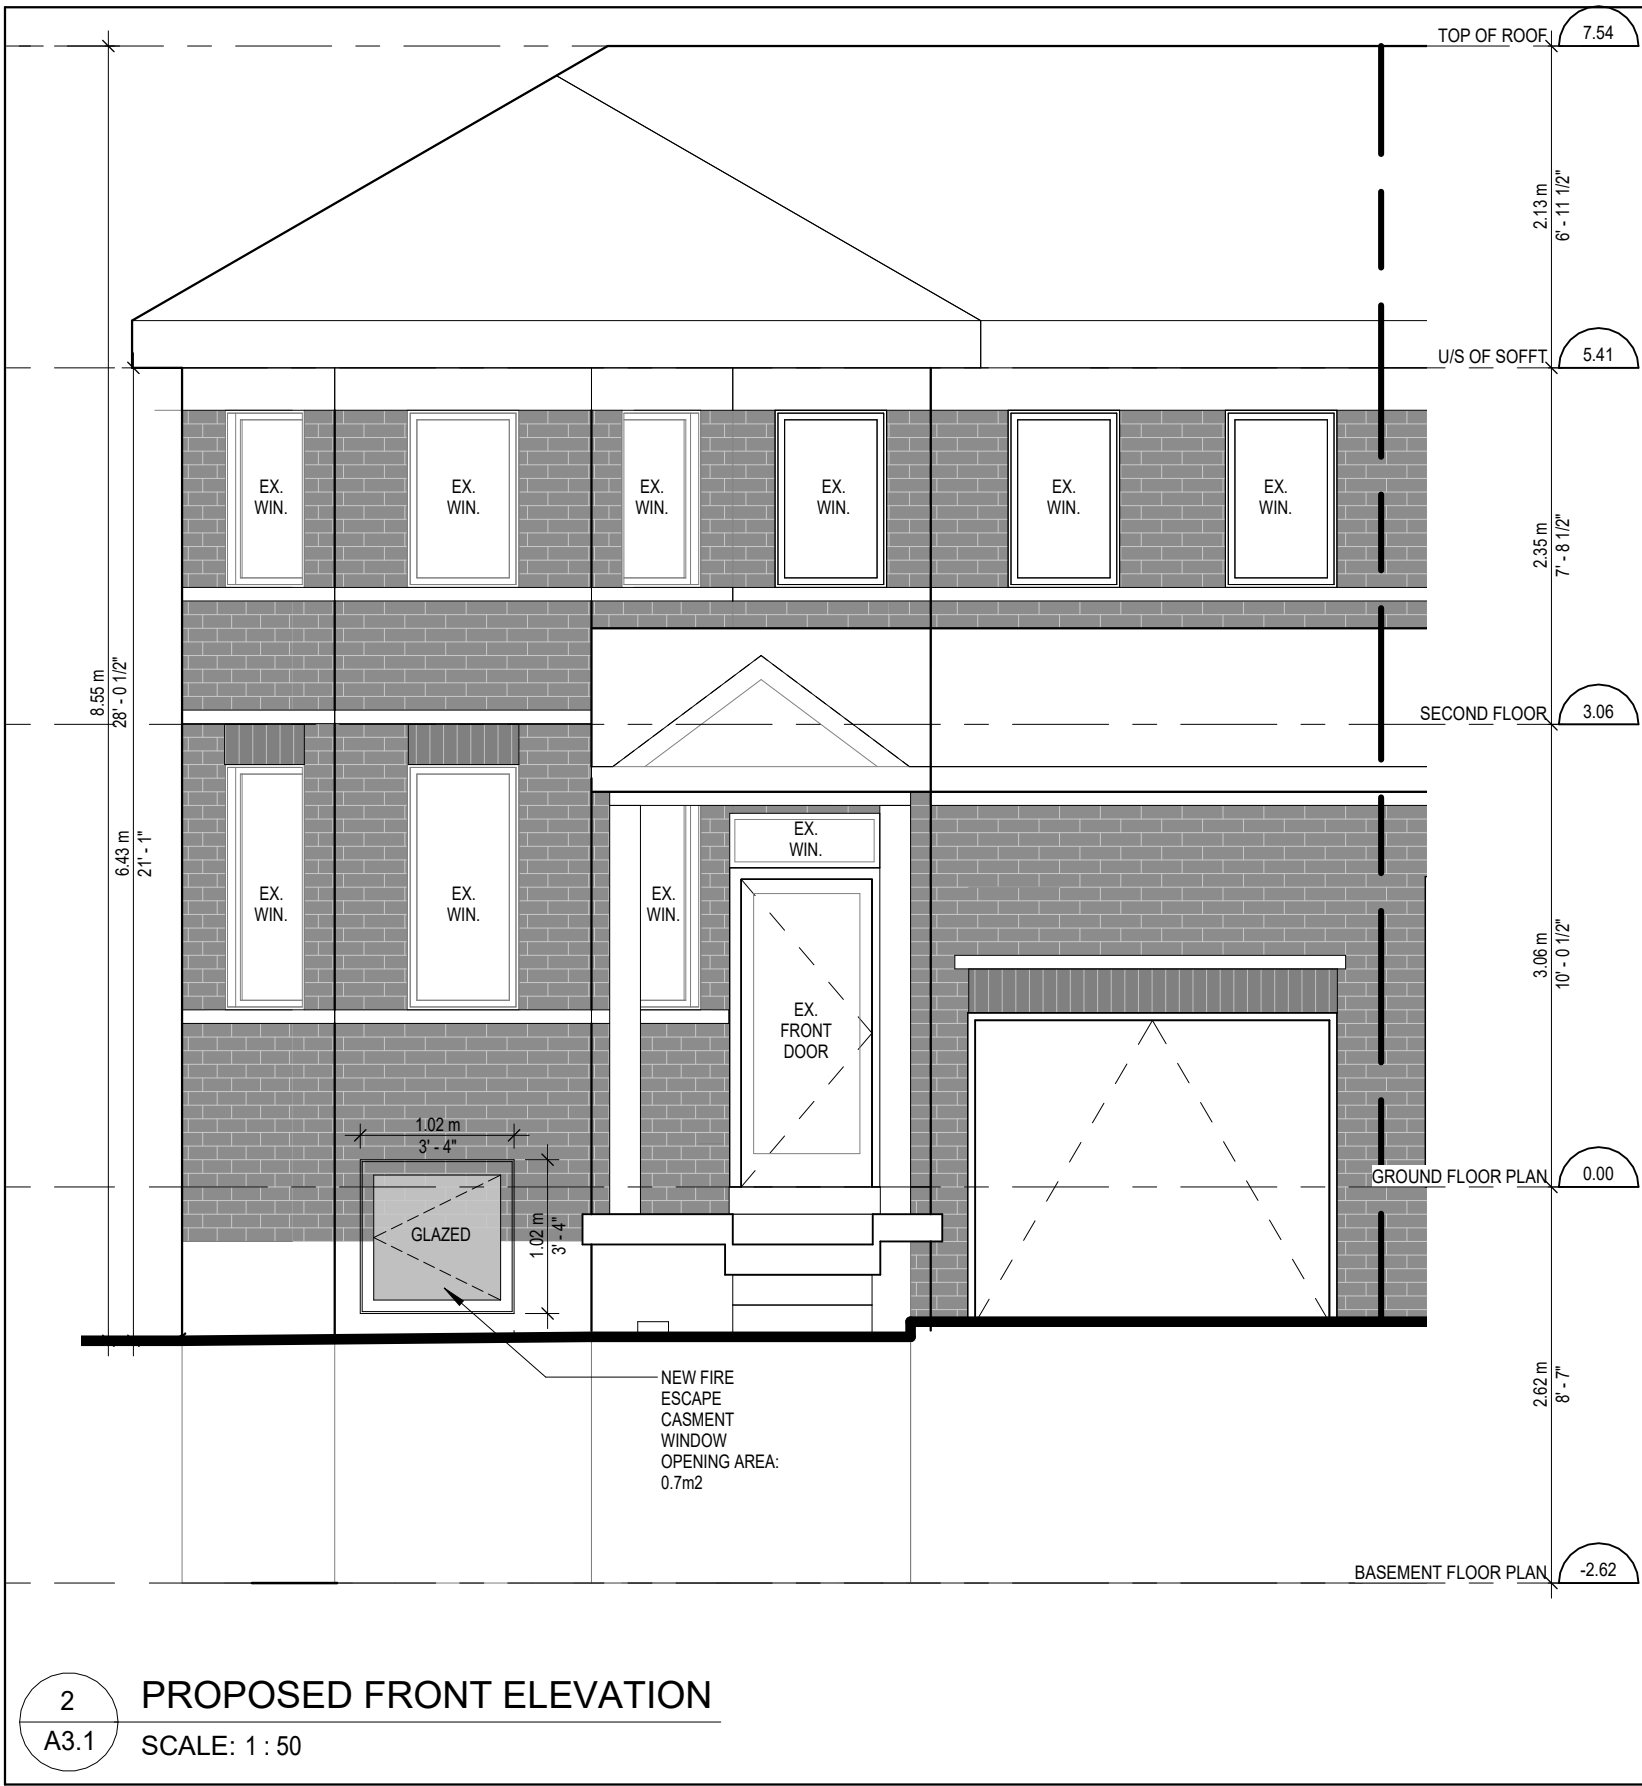 TOP OF ROOF 7.54
2.13 m
6' - 11 1/2"
U/S OF SOFFT 5.41
EX.
WIN.
EX.
WIN.
EX.
WIN.
EX.
WIN.
EX.
WIN.
EX.
WIN.
2.35 m
7' - 8 1/2"
8.55 m
28' - 0 1/2"
SECOND FLOOR 3.06
6.43 m
21' - 1"
EX.
WIN.
EX.
WIN.
EX.
WIN.
EX.
WIN.
EX.
FRONT
DOOR
3.06 m
10' - 0 1/2"
1.02 m
3' - 4"
GROUND FLOOR PLAN 0.00
GLAZED
1.02 m
3' - 4"
NEW FIRE
ESCAPE
CASMENT
WINDOW
OPENING AREA:
0.7m2
2.62 m
8' - 7"
BASEMENT FLOOR PLAN -2.62
2
A3.1
PROPOSED FRONT ELEVATION
SCALE: 1 : 50